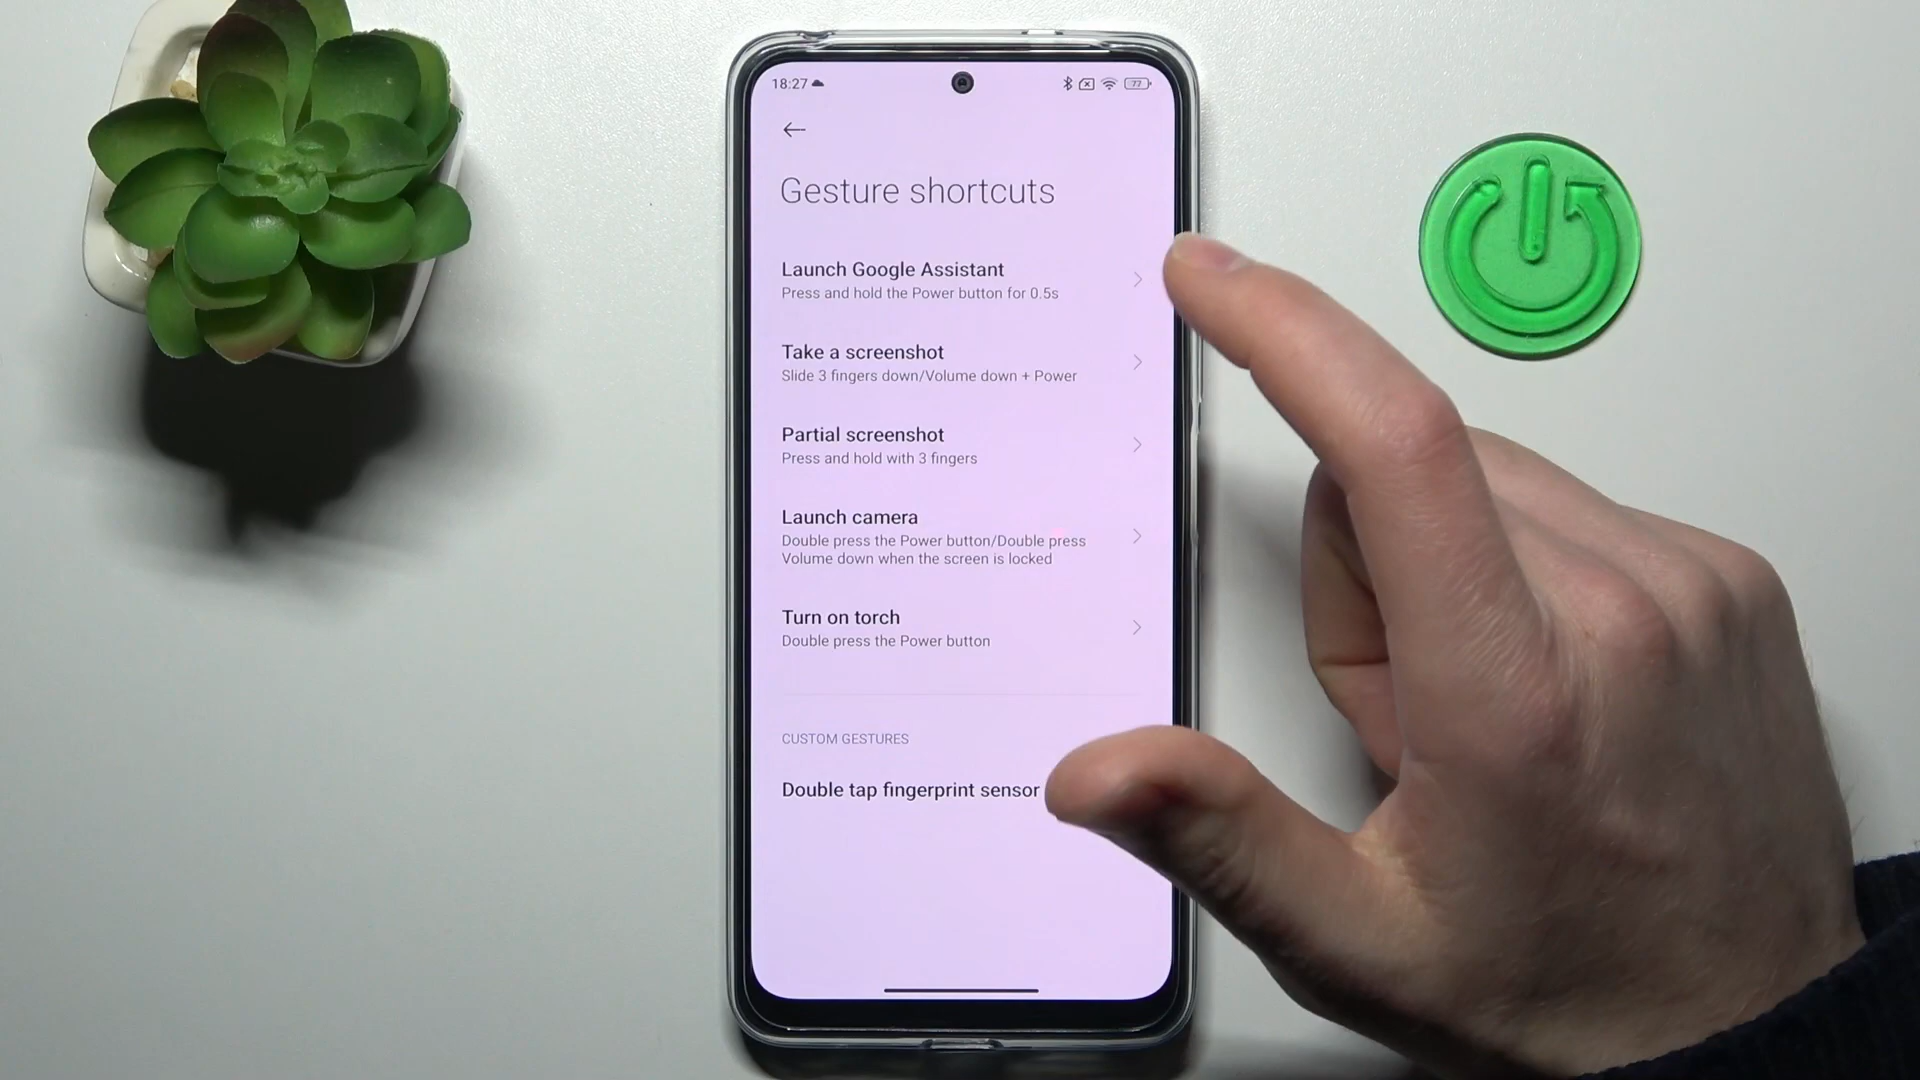 18:27
77
Gesture shortcuts
Launch Google Assistant
Press and hold the Power button for 0.5s
Take a screenshot
Slide 3 fingers down/Volume down + Power
Partial screenshot
Press and hold with 3 fingers
Launch camera
Double press the Power button/Double press
Volume down when the screen is locked
Turn on torch
Double press the Power button
CUSTOM GESTURES
Double tap fingerprint sensor